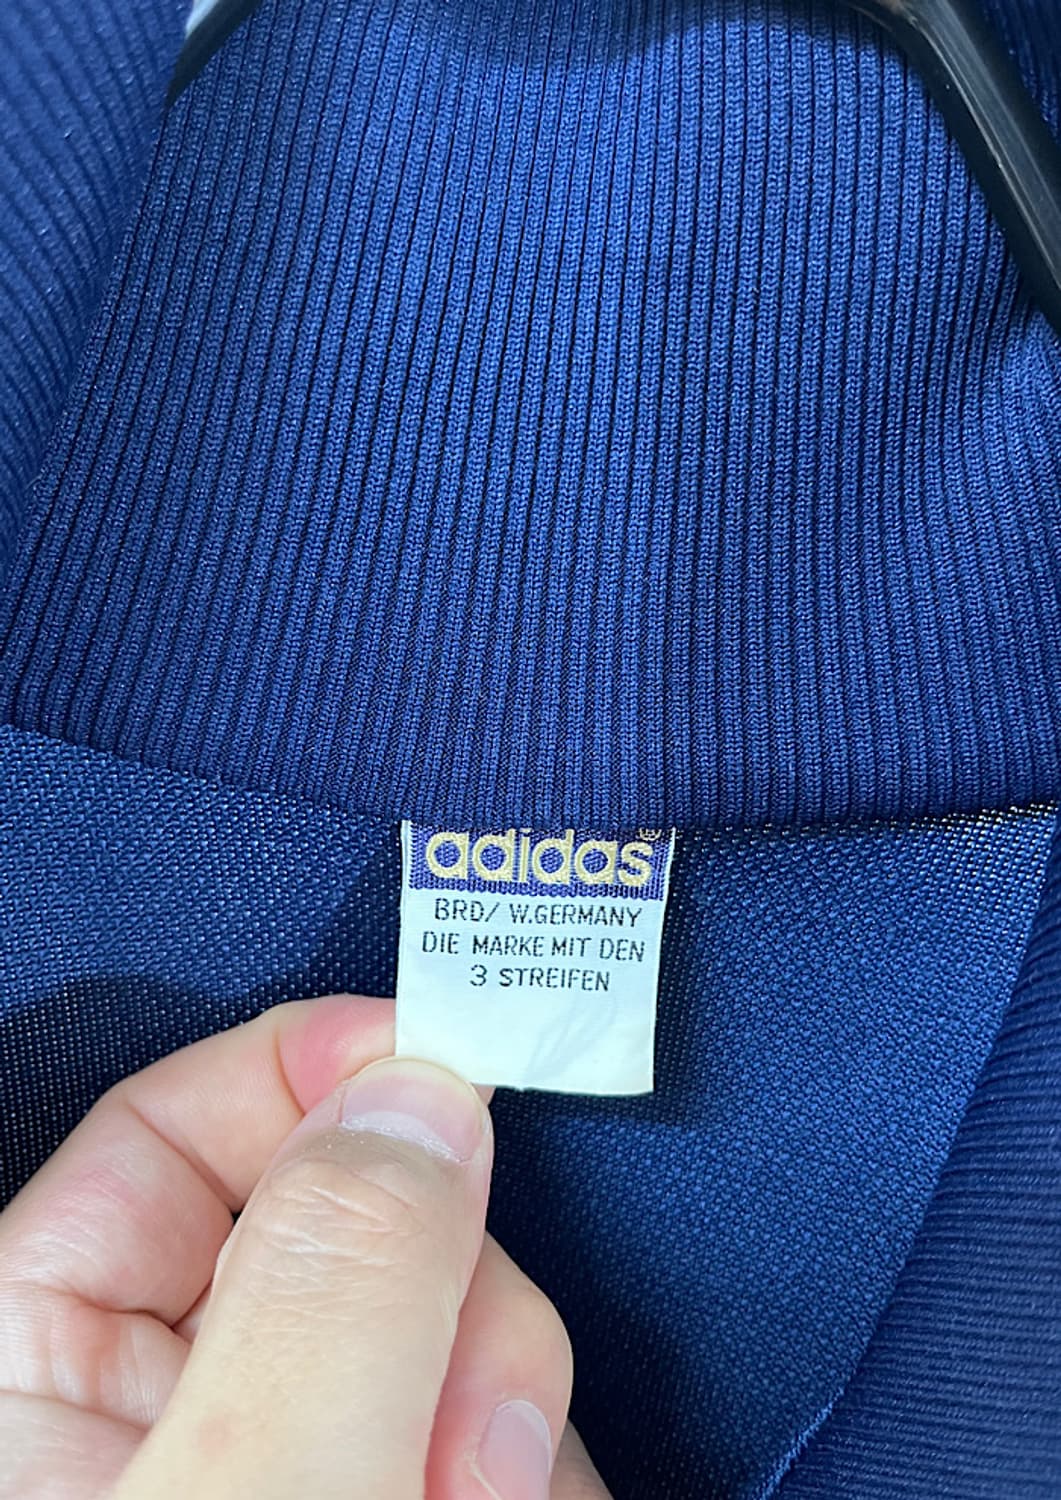 adidas®
BRD/ W.GERMANY
DIE MARKE MIT DEN
3 STREIFEN